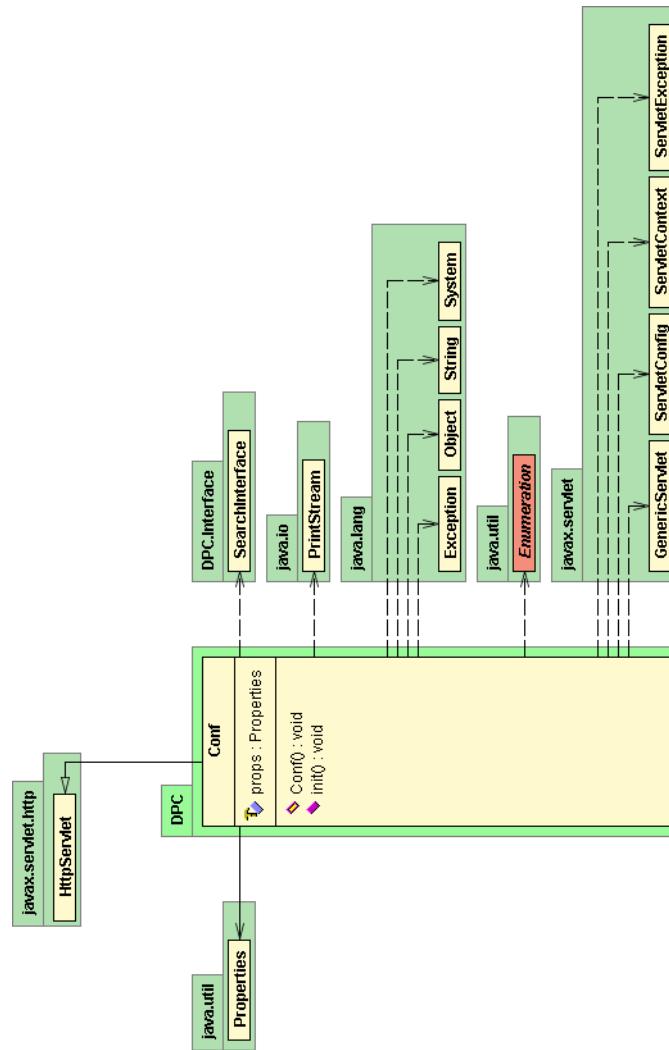 javax.servlet.http
HttpServlet
java.util
Properties
DPC
Conf
props : Properties
Conf() : void
init() : void
DPC.Interface
SearchInterface
java.io
PrintStream
java.lang
Exception
Object
String
System
java.util
Enumeration
javax.servlet
GenericServlet
ServletConfig
ServletContext
ServletException